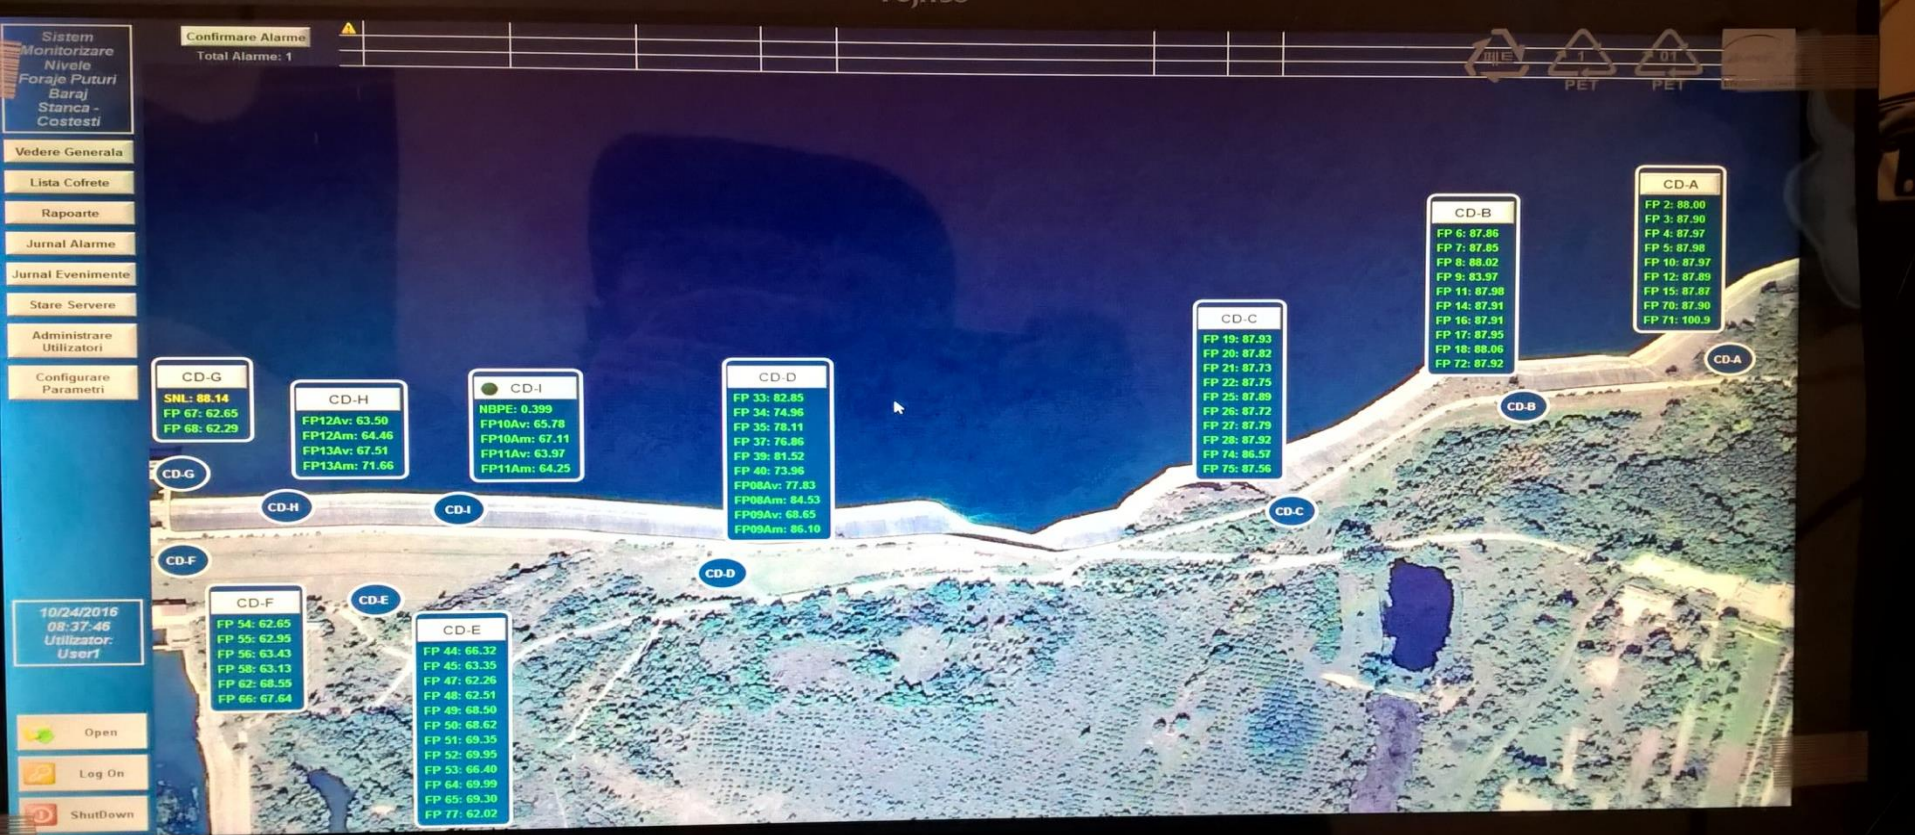 Sistem
Monitorizare
Nivele
Foraje Puturi
Baraj
Stanca -
Costesti
Confirmare Alarme
Total Alarme: 1
1
PET
01
PET
Vedere Generala
Lista Cofrete
Rapoarte
Jurnal Alarme
Jurnal Evenimente
Stare Servere
Administrare
Utilizatori
Configurare
Parametri
CD-G
SNL: 88.14
FP 67: 62.65
FP 68: 62.29
CD-H
FP12Av: 63.50
FP12Am: 64.46
FP13Av: 67.51
FP13Am: 71.66
CD-I
NBPE: 0.399
FP10Av: 65.78
FP10Am: 67.11
FP11Av: 63.97
FP11Am: 64.25
CD-D
FP 33: 82.85
FP 34: 74.96
FP 35: 78.11
FP 37: 76.86
FP 39: 81.52
FP 40: 73.96
FP08Av: 77.83
FP08Am: 84.53
FP09Av: 68.65
FP09Am: 86.10
CD-C
FP 19: 87.93
FP 20: 87.82
FP 21: 87.73
FP 22: 87.75
FP 25: 87.89
FP 26: 87.72
FP 27: 87.79
FP 28: 87.92
FP 74: 86.57
FP 75: 87.56
CD-B
FP 6: 87.86
FP 7: 87.85
FP 8: 88.02
FP 9: 83.97
FP 11: 87.98
FP 14: 87.91
FP 16: 87.91
FP 17: 87.95
FP 18: 88.06
FP 72: 87.92
CD-A
FP 2: 88.00
FP 3: 87.90
FP 4: 87.97
FP 5: 87.98
FP 10: 87.97
FP 12: 87.89
FP 15: 87.87
FP 70: 87.90
FP 71: 100.9
CD-A
CD-B
CD-G
CD-H
CD-I
CD-C
CD-F
CD-D
CD-E
CD-F
FP 54: 62.65
FP 55: 62.95
FP 56: 63.43
FP 58: 63.13
FP 62: 68.55
FP 66: 67.64
CD-E
FP 44: 66.32
FP 45: 63.35
FP 47: 62.26
FP 48: 62.51
FP 49: 68.50
FP 50: 68.62
FP 51: 69.35
FP 52: 69.95
FP 53: 66.40
FP 64: 69.99
FP 65: 69.30
FP 77: 62.02
10/24/2016
08:37:46
Utilizator:
User1
Open
Log On
ShutDown